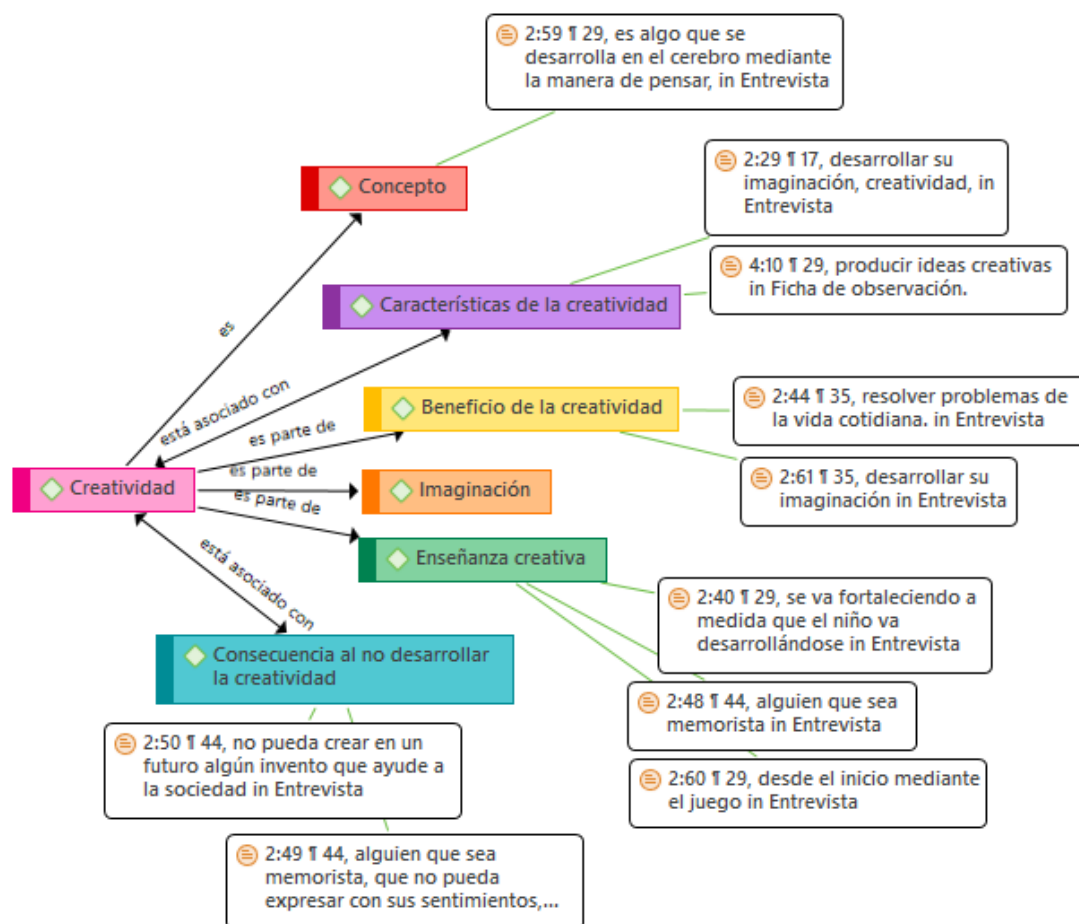 2:59 ¶ 29, es algo que se
desarrolla en el cerebro mediante
la manera de pensar, in Entrevista
Concepto
2:29 ¶ 17, desarrollar su
imaginación, creatividad, in
Entrevista
4:10 ¶ 29, producir ideas creativas
in Ficha de observación.
Características de la creatividad
es
está asociado con
Beneficio de la creatividad
2:44 ¶ 35, resolver problemas de
la vida cotidiana. in Entrevista
es parte de
2:61 ¶ 35, desarrollar su
imaginación in Entrevista
Creatividad
es parte de
Imaginación
es parte de
Enseñanza creativa
está asociado con
2:40 ¶ 29, se va fortaleciendo a
medida que el niño va
desarrollándose in Entrevista
Consecuencia al no desarrollar
la creatividad
2:48 ¶ 44, alguien que sea
memorista in Entrevista
2:50 ¶ 44, no pueda crear en un
futuro algún invento que ayude a
la sociedad in Entrevista
2:60 ¶ 29, desde el inicio mediante
el juego in Entrevista
2:49 ¶ 44, alguien que sea
memorista, que no pueda
expresar con sus sentimientos,...